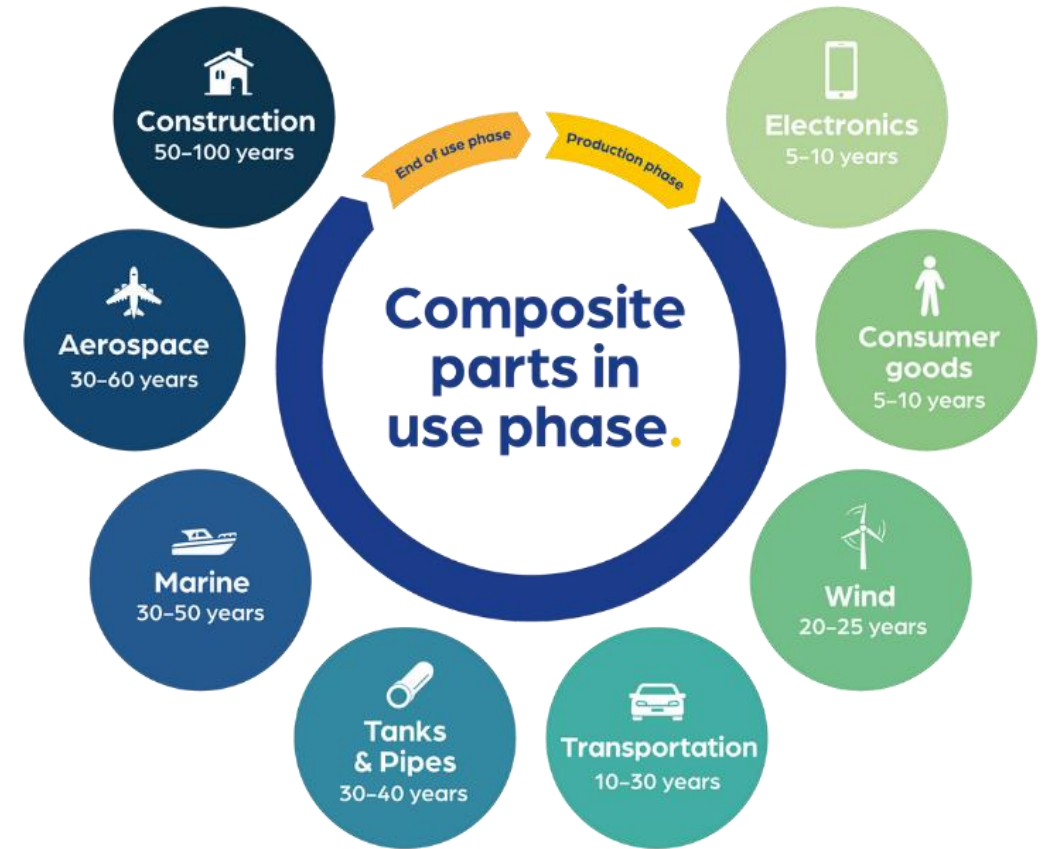 Construction
50–100 years
End of use phase
Production phase
Electronics
5–10 years
Aerospace
30–60 years
Composite
parts in
use phase.
Consumer
goods
5–10 years
Marine
30–50 years
Wind
20–25 years
Tanks
& Pipes
30–40 years
Transportation
10–30 years